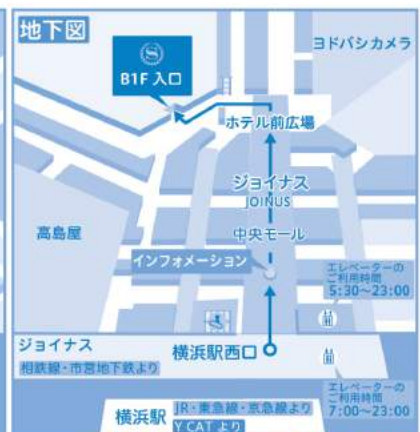 地下図
ヨドバシカメラ
S
B1F 入口
ホテル前広場
ジョイナス
JOINUS
高島屋
中央モール
インフォメーション
エレベーターの
ご利用時間
5:30～23:00
ジョイナス
横浜駅西口
相鉄線・市営地下鉄より
エレベーターの
ご利用時間
7:00～23:00
横浜駅
JR・東急線・京急線より
Y CAT より